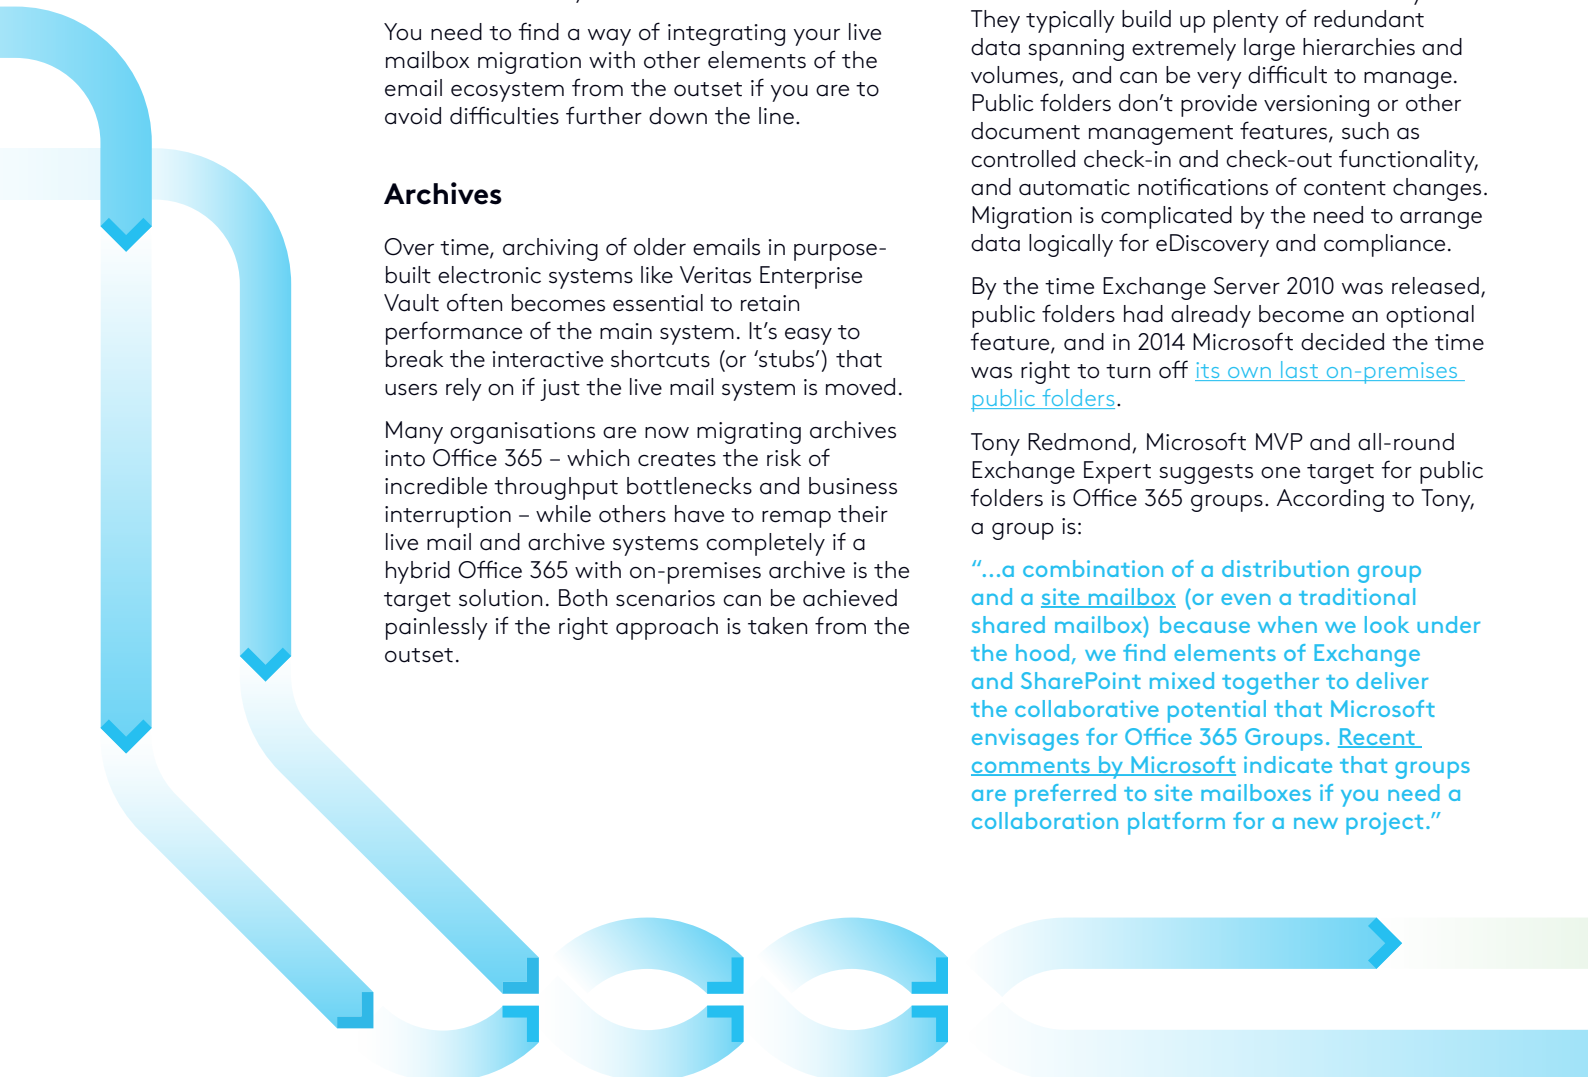 You need to find a way of integrating your live
mailbox migration with other elements of the
email ecosystem from the outset if you are to
avoid difficulties further down the line.
Archives
Over time, archiving of older emails in purpose-
built electronic systems like Veritas Enterprise
Vault often becomes essential to retain
performance of the main system. It’s easy to
break the interactive shortcuts (or ‘stubs’) that
users rely on if just the live mail system is moved.
Many organisations are now migrating archives
into Office 365 – which creates the risk of
incredible throughput bottlenecks and business
interruption – while others have to remap their
live mail and archive systems completely if a
hybrid Office 365 with on-premises archive is the
target solution. Both scenarios can be achieved
painlessly if the right approach is taken from the
outset.
They typically build up plenty of redundant
data spanning extremely large hierarchies and
volumes, and can be very difficult to manage.
Public folders don’t provide versioning or other
document management features, such as
controlled check-in and check-out functionality,
and automatic notifications of content changes.
Migration is complicated by the need to arrange
data logically for eDiscovery and compliance.
By the time Exchange Server 2010 was released,
public folders had already become an optional
feature, and in 2014 Microsoft decided the time
was right to turn off its own last on-premises
public folders.
Tony Redmond, Microsoft MVP and all-round
Exchange Expert suggests one target for public
folders is Office 365 groups. According to Tony,
a group is:
“...a combination of a distribution group
and a site mailbox (or even a traditional
shared mailbox) because when we look under
the hood, we find elements of Exchange
and SharePoint mixed together to deliver
the collaborative potential that Microsoft
envisages for Office 365 Groups. Recent
comments by Microsoft indicate that groups
are preferred to site mailboxes if you need a
collaboration platform for a new project.”